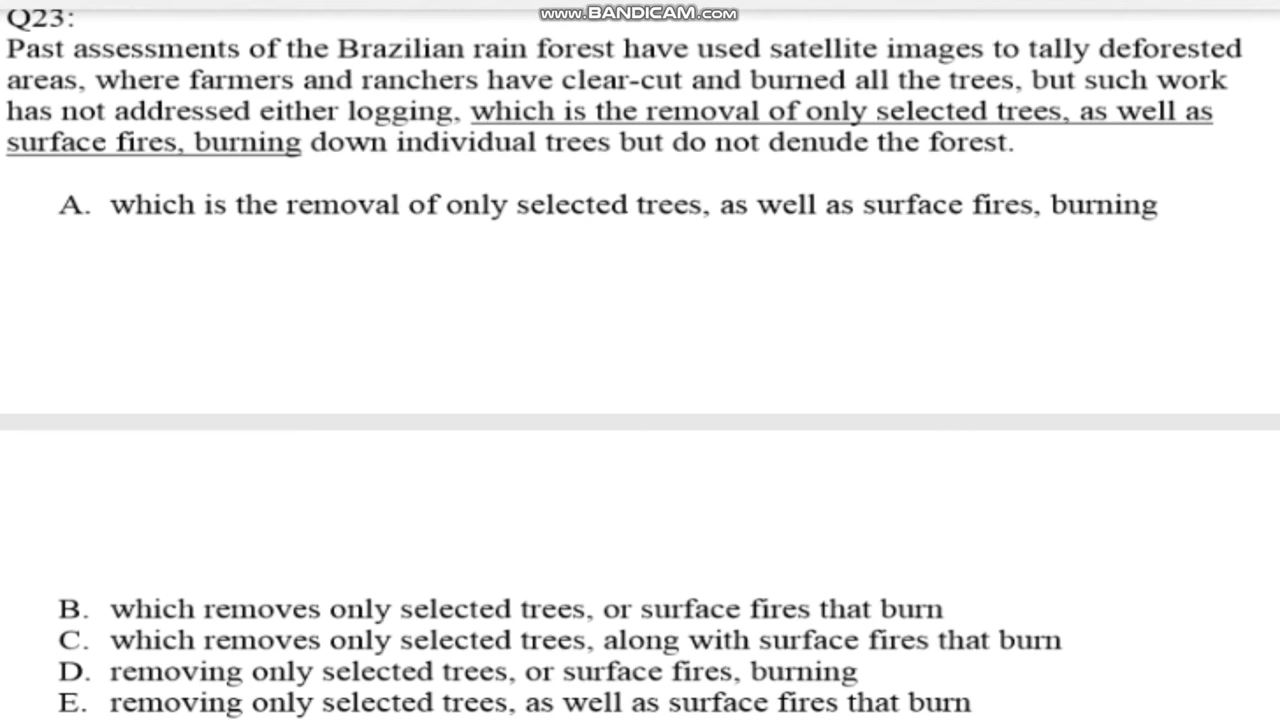 www.BANDICAM.com
Q23:
Past assessments of the Brazilian rain forest have used satellite images to tally deforested
areas, where farmers and ranchers have clear-cut and burned all the trees, but such work
has not addressed either logging, which is the removal of only selected trees, as well as
surface fires, burning down individual trees but do not denude the forest.
A. which is the removal of only selected trees, as well as surface fires, burning
B. which removes only selected trees, or surface fires that burn
C. which removes only selected trees, along with surface fires that burn
D. removing only selected trees, or surface fires, burning
E. removing only selected trees, as well as surface fires that burn